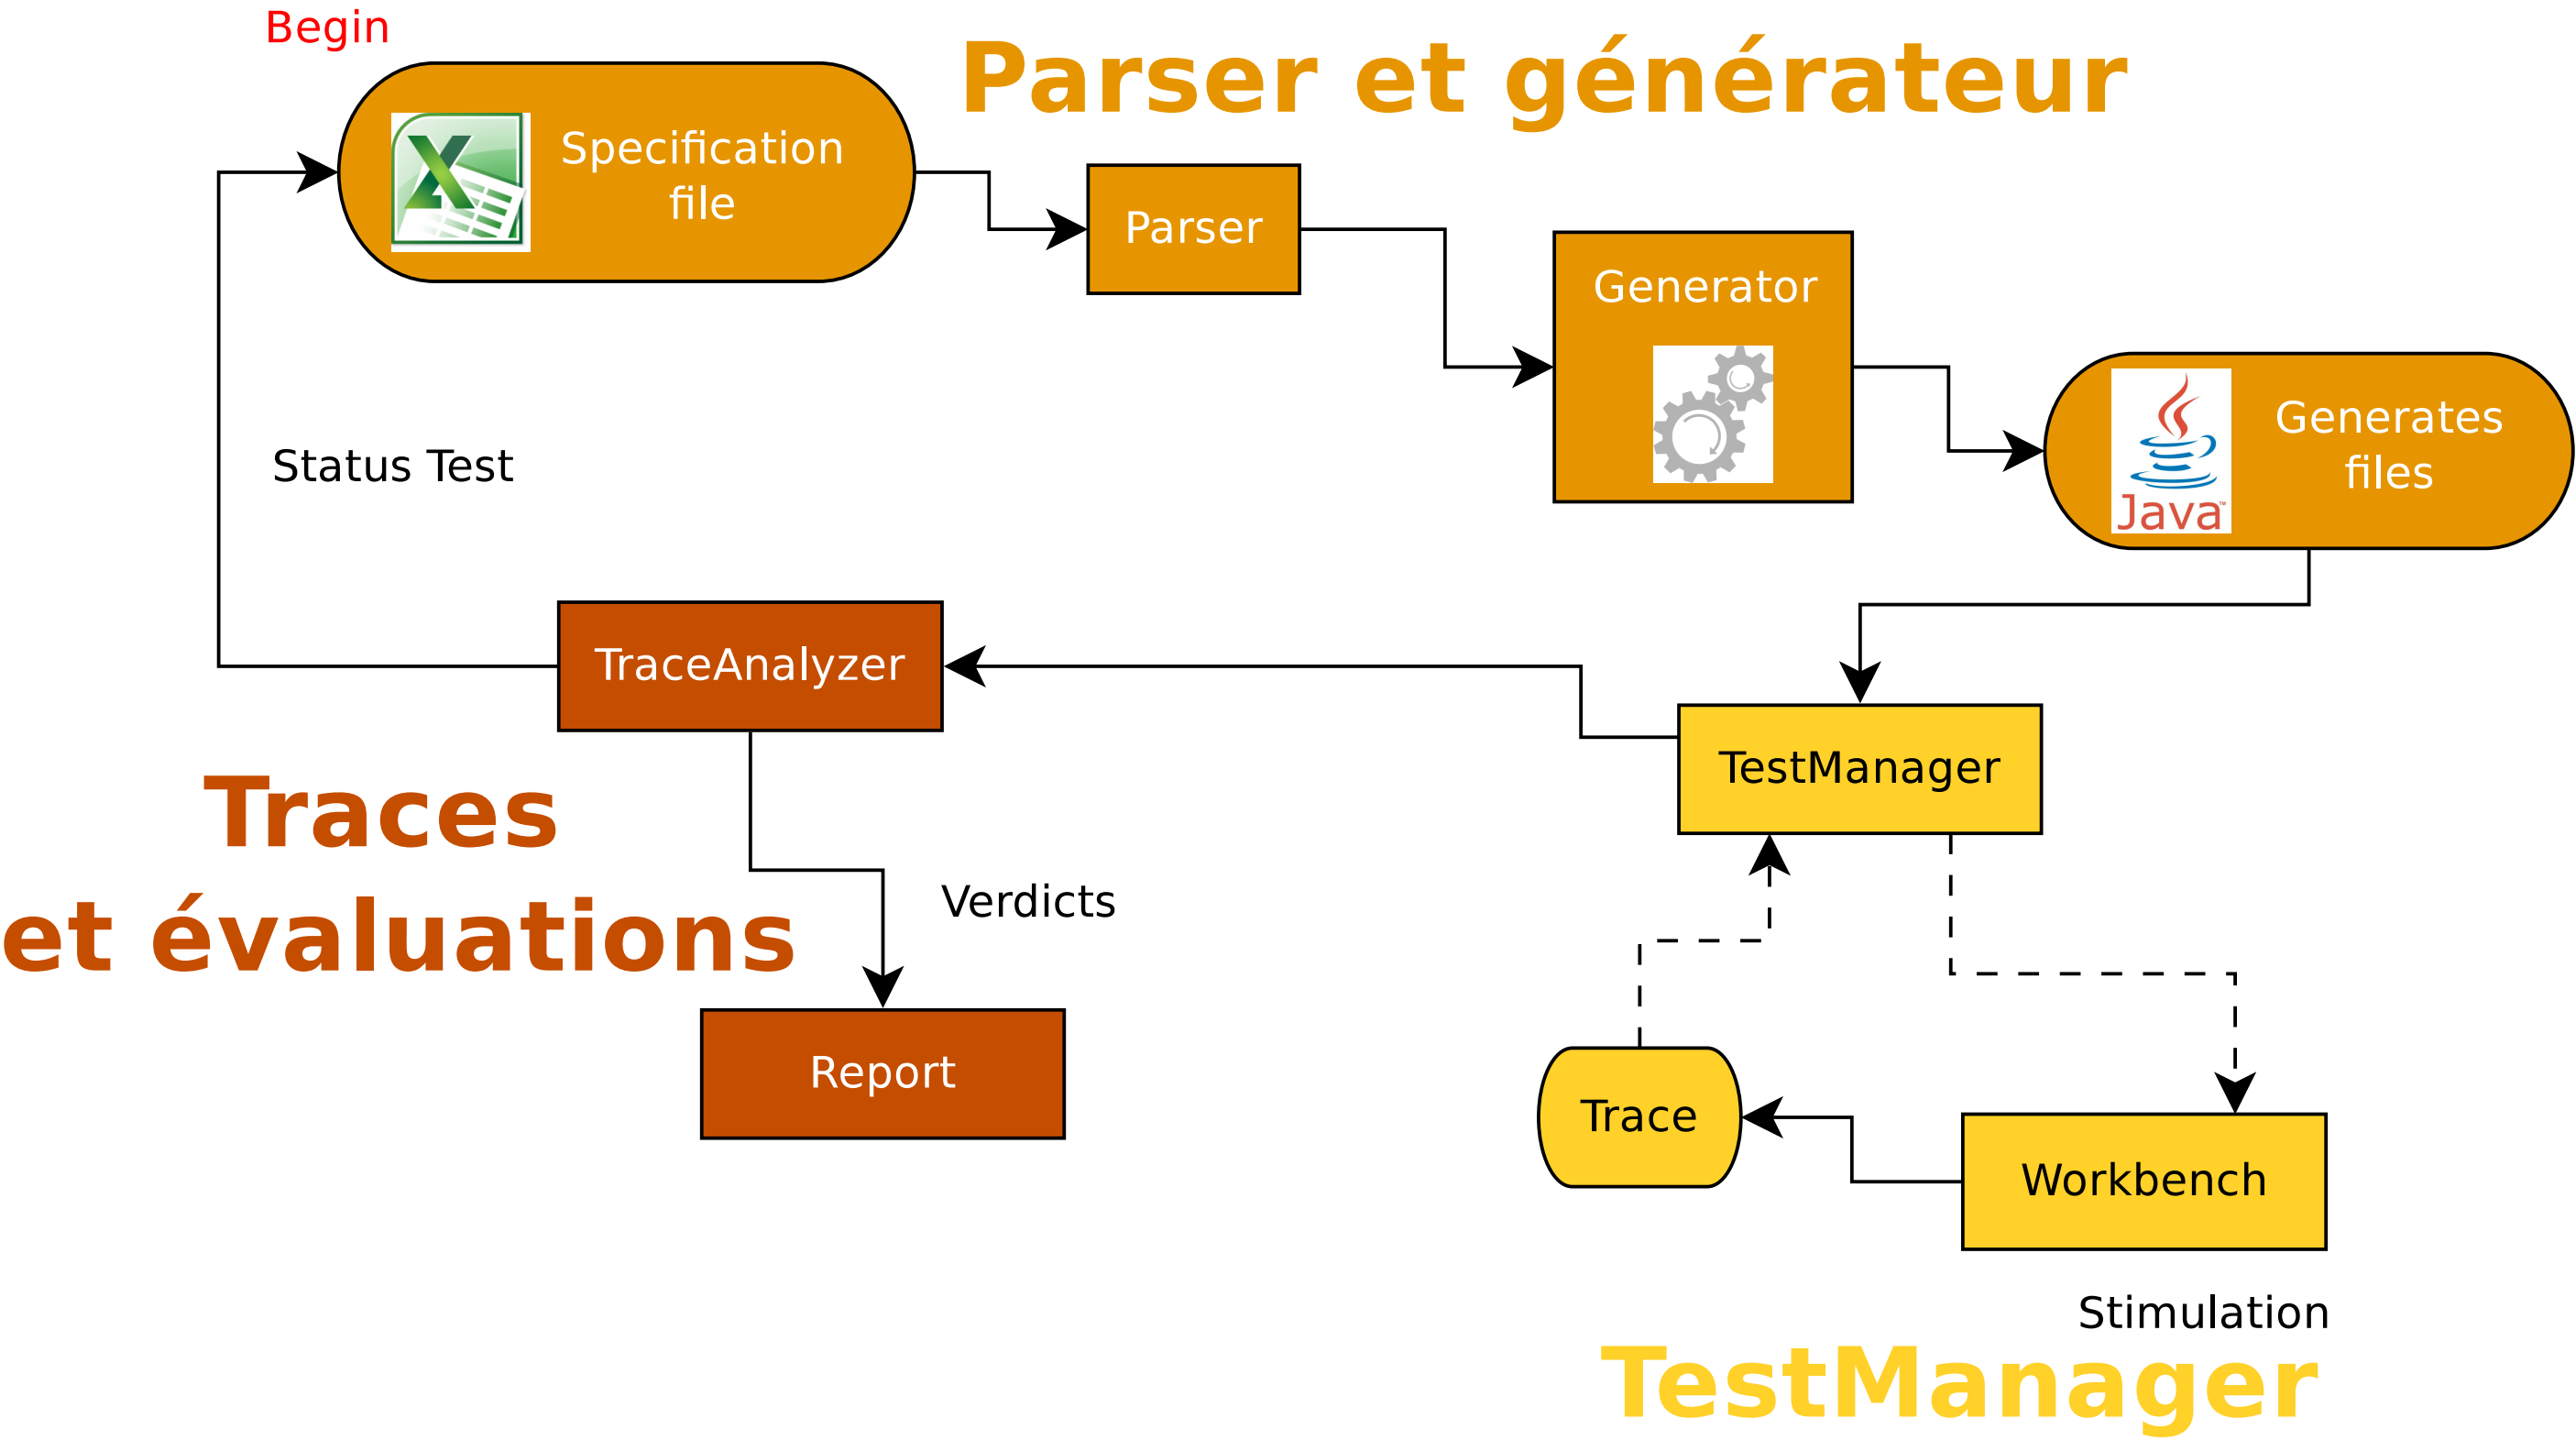 Begin
Parser et générateur
Specification
file
Parser
Generator
Generates
files
Java™
Status Test
TraceAnalyzer
TestManager
Traces
et évaluations
Verdicts
Report
Trace
Workbench
Stimulation
TestManager